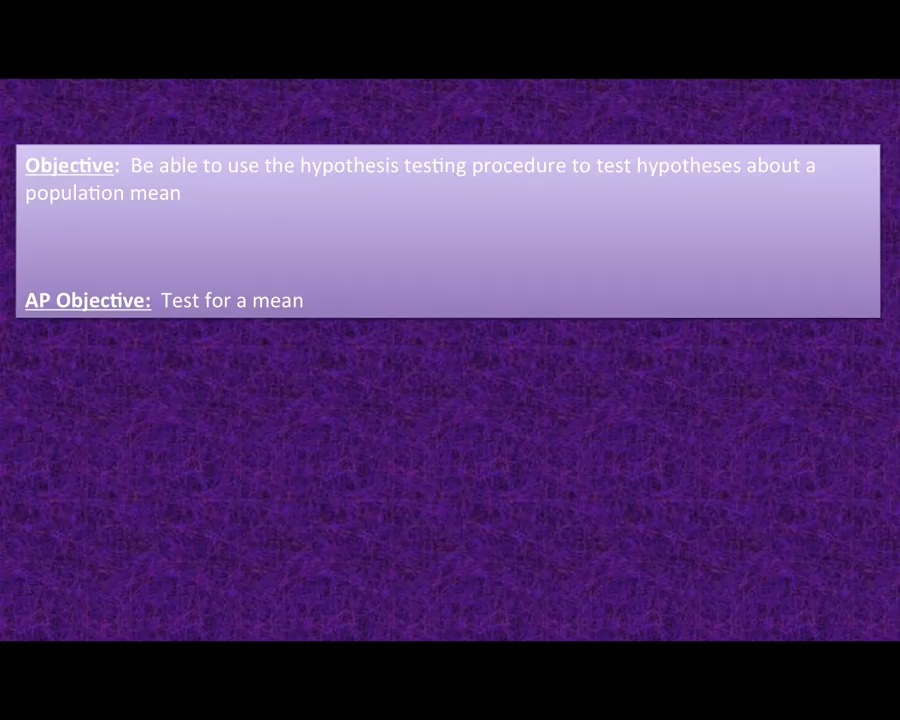 Objective:  Be able to use the hypothesis testing procedure to test hypotheses about a
population mean
AP Objective:  Test for a mean